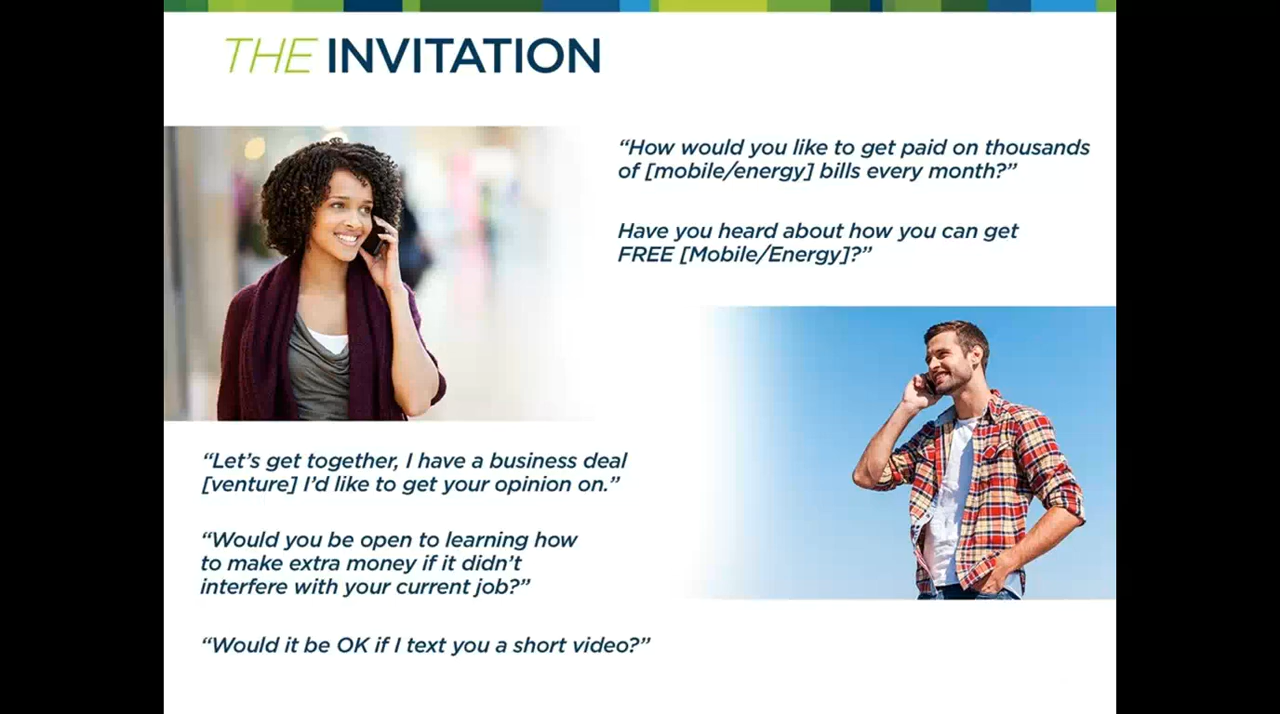 THE INVITATION
“How would you like to get paid on thousands
of [mobile/energy] bills every month?”
Have you heard about how you can get
FREE [Mobile/Energy]?”
“Let’s get together, I have a business deal
[venture] I’d like to get your opinion on.”
“Would you be open to learning how
to make extra money if it didn’t
interfere with your current job?”
“Would it be OK if I text you a short video?”